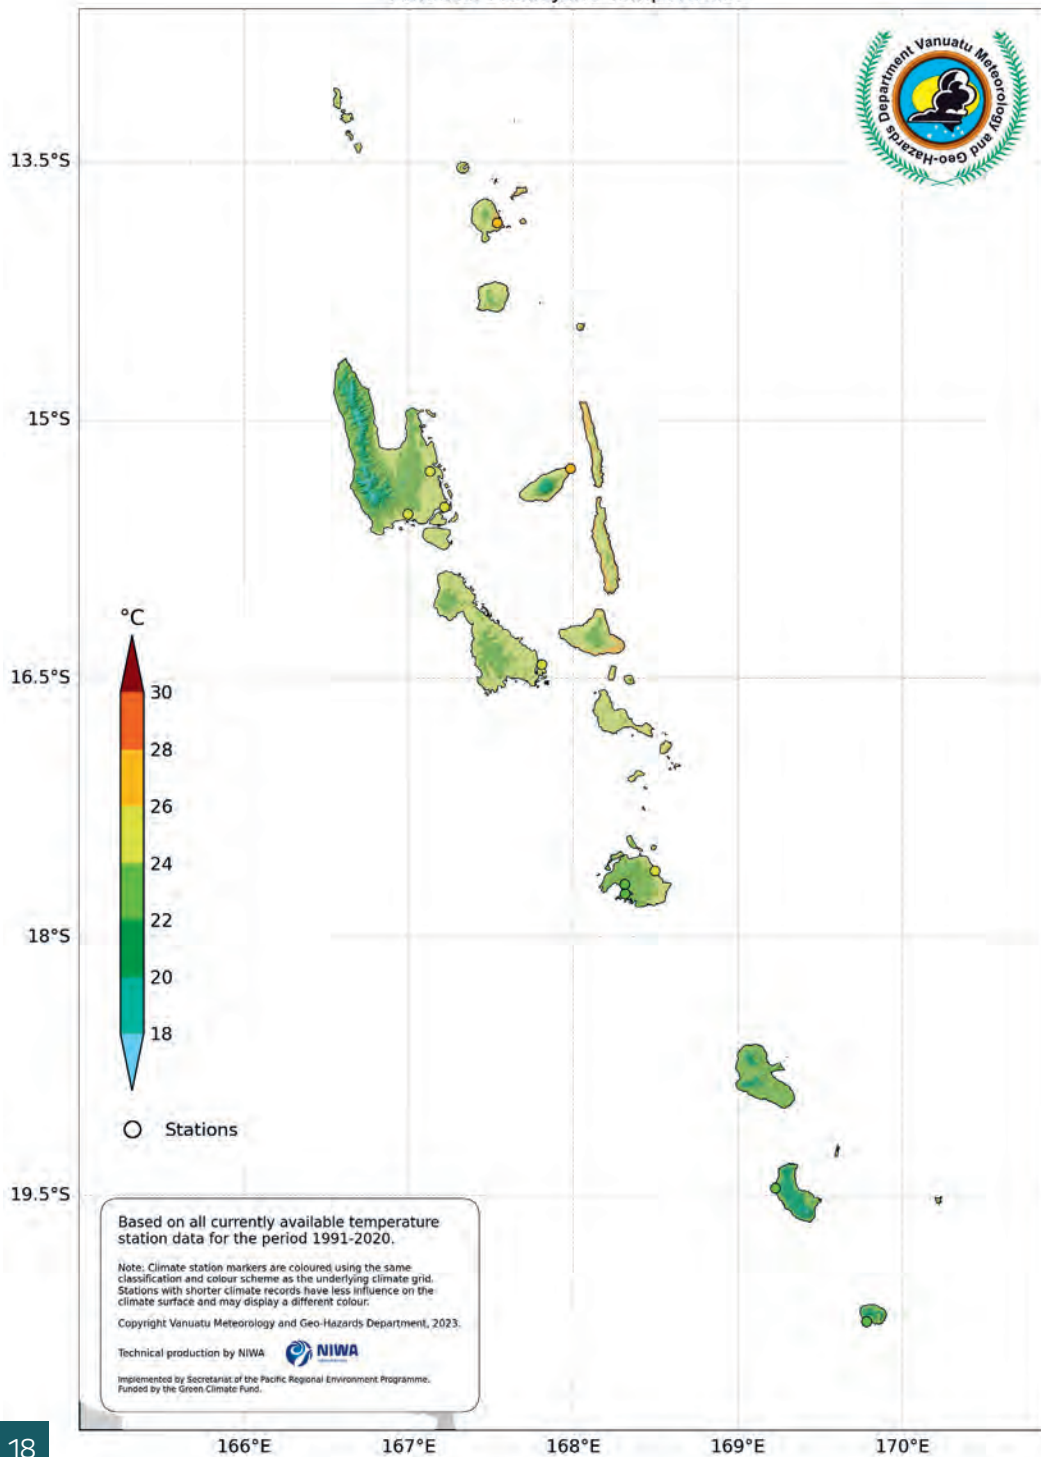 Vanuatu Meteorology and Geo-Hazards Department
13.5°S
15°S
°C
16.5°S
30
28
26
24
22
18°S
20
18
Stations
19.5°S
Based on all currently available temperature
station data for the period 1991-2020.
Note: Climate station markers are coloured using the same
classification and colour scheme as the underlying climate grid.
Stations with shorter climate records have less influence on the
climate surface and may display a different colour.
Copyright Vanuatu Meteorology and Geo-Hazards Department, 2023.
Technical production by NIWA
NIWA
Implemented by Secretariat of the Pacific Regional Environment Programme.
Funded by the Green Climate Fund.
18
166°E
167°E
168°E
169°E
170°E